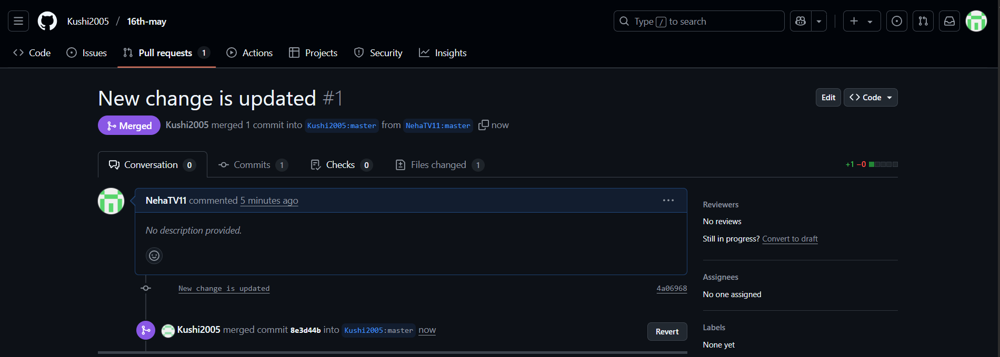 Kushi2005 / 16th-may
Type / to search
Code Issues Pull requests 1 Actions Projects Security Insights
New change is updated #1
Edit
Code
Merged Kushi2005 merged 1 commit into Kushi2005:master from NehaTV11:master now
Conversation 0 Commits 1 Checks 0 Files changed 1
+1 −0
NehaTV11 commented 5 minutes ago
No description provided.
New change is updated 4a06968
Kushi2005 merged commit 8e3d44b into Kushi2005:master now
Revert
Reviewers
No reviews
Still in progress? Convert to draft
Assignees
No one assigned
Labels
None yet